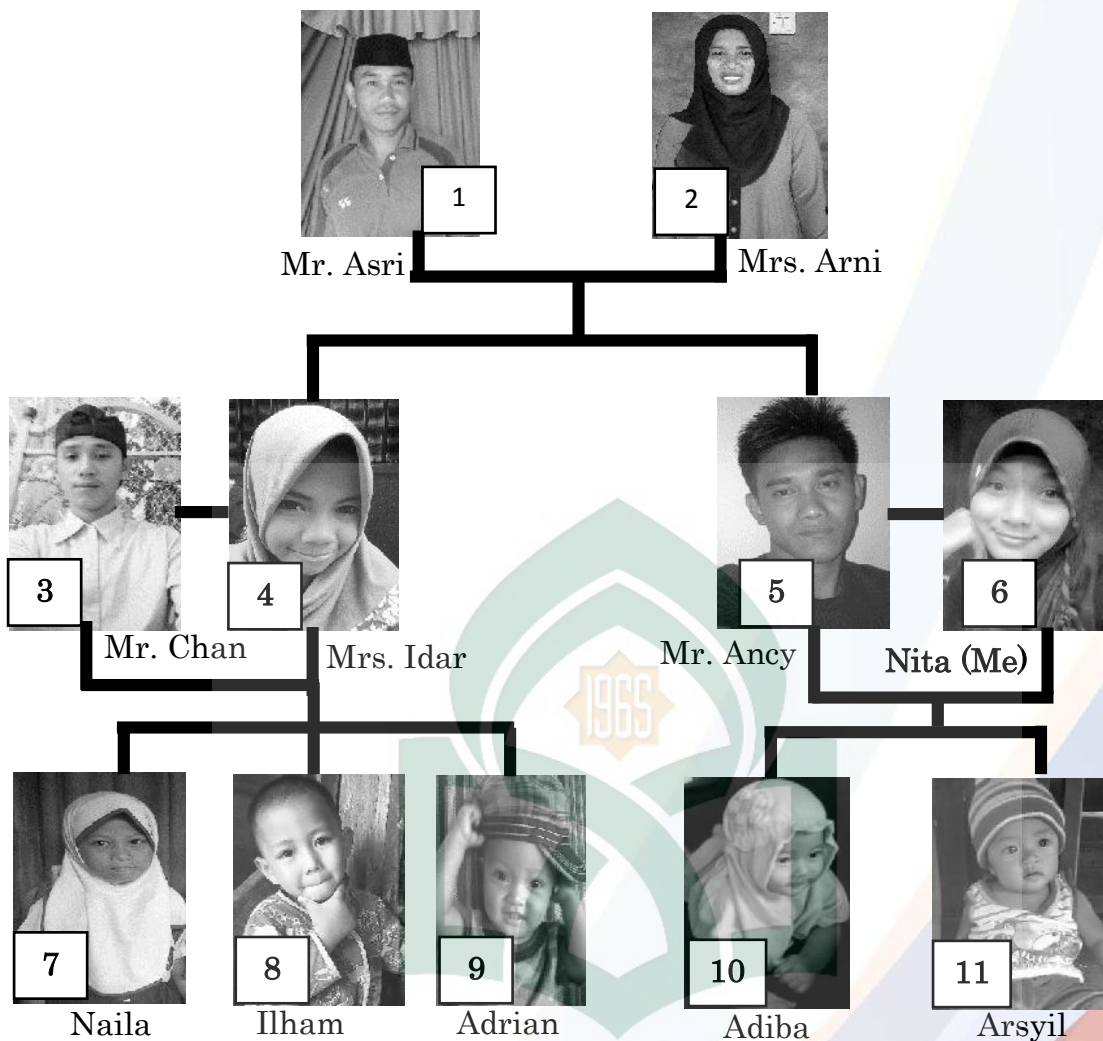 1
2
Mr. Asri
Mrs. Arni
3
4
5
6
Mr. Chan
Mrs. Idar
Mr. Ancy
Nita (Me)
1965
7
8
9
10
11
Naila
Ilham
Adrian
Adiba
Arsyil